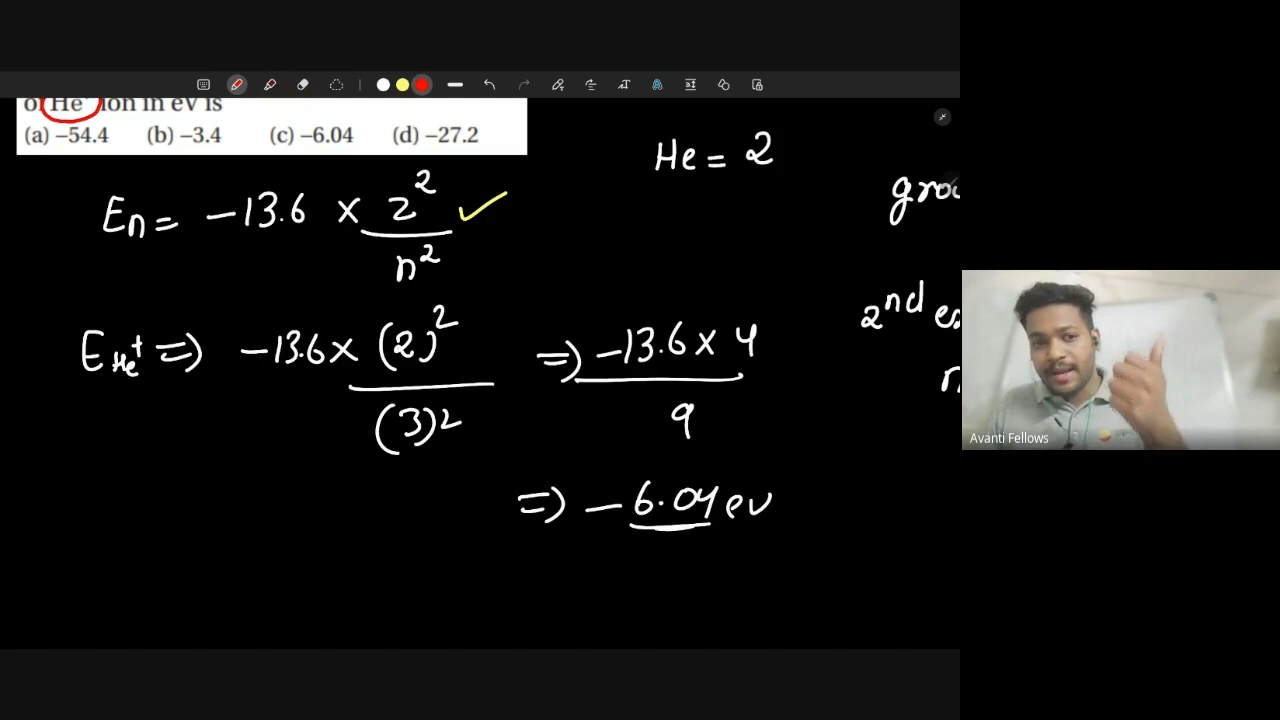 of He⁺ ion in eV is
(a) –54.4 (b) –3.4 (c) –6.04 (d) –27.2
He = 2
En = –13.6 × z²/n²
2nd
E He⁺ => –13.6 × (2)²/(3)² => –13.6 × 4/9
=> –6.04 ev
Avanti Fellows